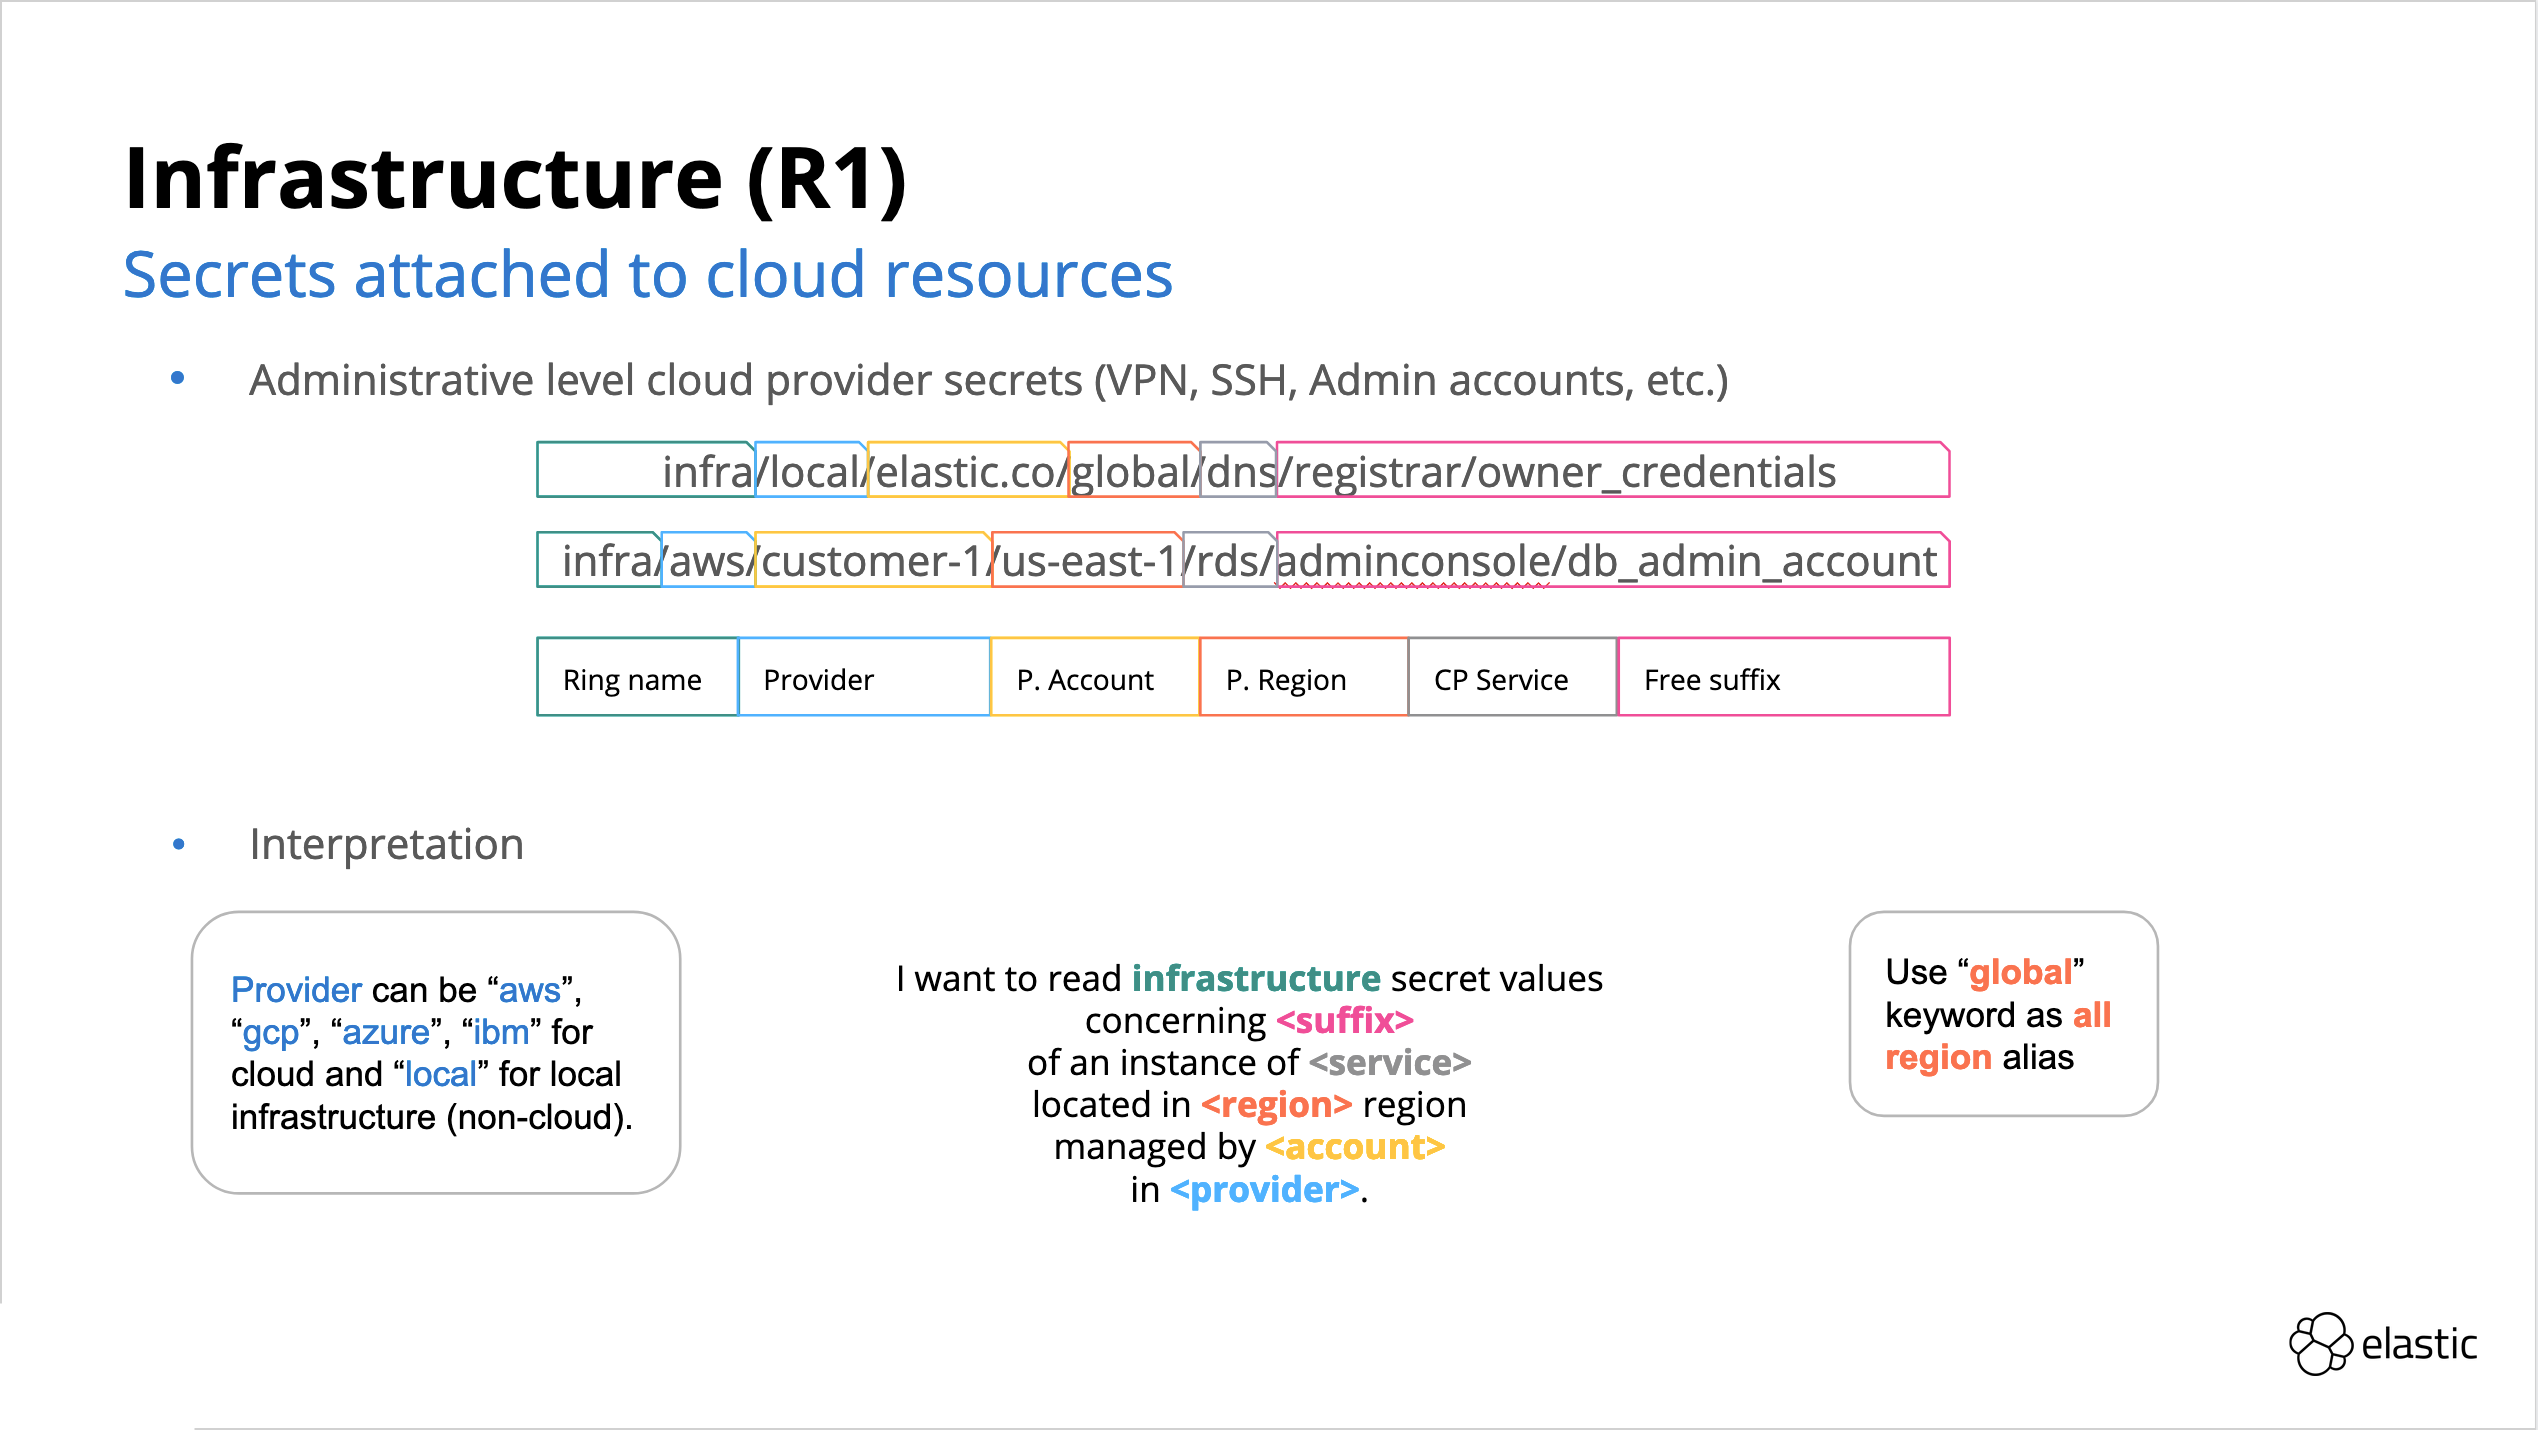 Infrastructure (R1)
Secrets attached to cloud resources
• Administrative level cloud provider secrets (VPN, SSH, Admin accounts, etc.)
infra/local/elastic.co/global/dns/registrar/owner_credentials
infra/aws/customer-1/us-east-1/rds/adminconsole/db_admin_account
Ring name Provider P. Account P. Region CP Service Free suffix
• Interpretation
Provider can be “aws”,
“gcp”, “azure”, “ibm” for
cloud and “local” for local
infrastructure (non-cloud).
I want to read infrastructure secret values
concerning <suffix>
of an instance of <service>
located in <region> region
managed by <account>
in <provider>.
Use “global”
keyword as all
region alias
elastic